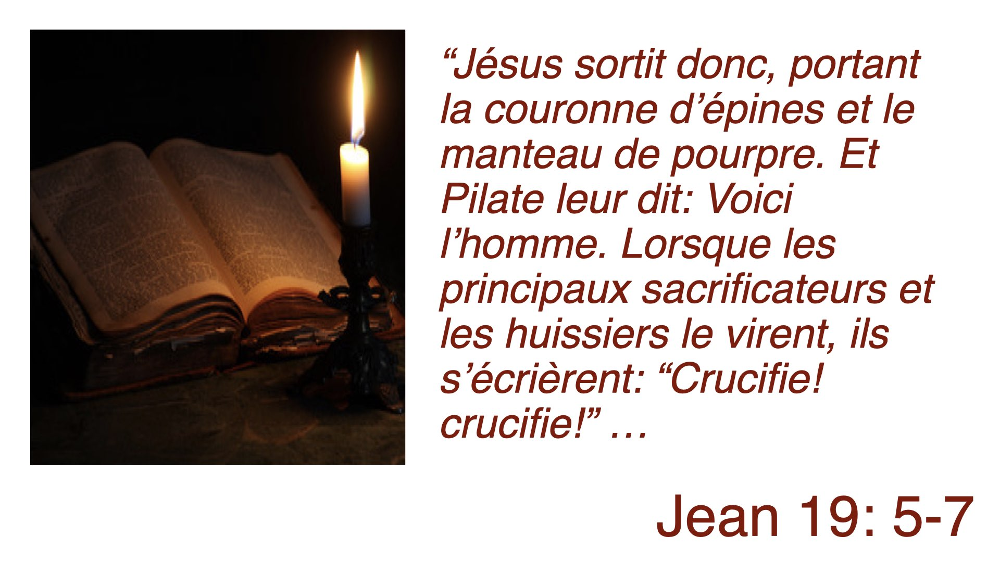 “Jésus sortit donc, portant
la couronne d’épines et le
manteau de pourpre. Et
Pilate leur dit: Voici
l’homme. Lorsque les
principaux sacrificateurs et
les huissiers le virent, ils
s’écrièrent: “Crucifie!
crucifie!” …
Jean 19: 5-7